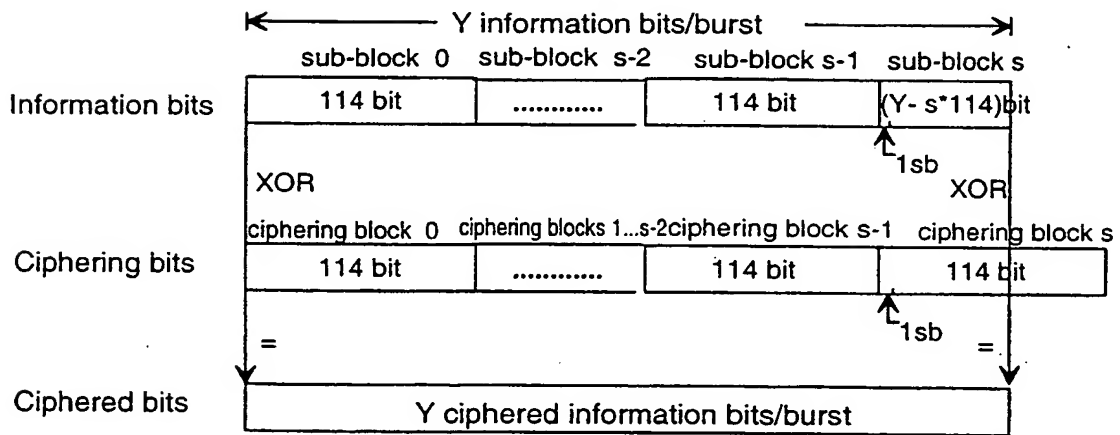 Y information bits/burst
sub-block 0 sub-block s-2 sub-block s-1 sub-block s
Information bits 114 bit ............ 114 bit (Y- s*114)bit
1sb
XOR XOR
ciphering block 0 ciphering blocks 1...s-2 ciphering block s-1 ciphering block s
Ciphering bits 114 bit ............ 114 bit 114 bit
1sb
= =
Ciphered bits Y ciphered information bits/burst